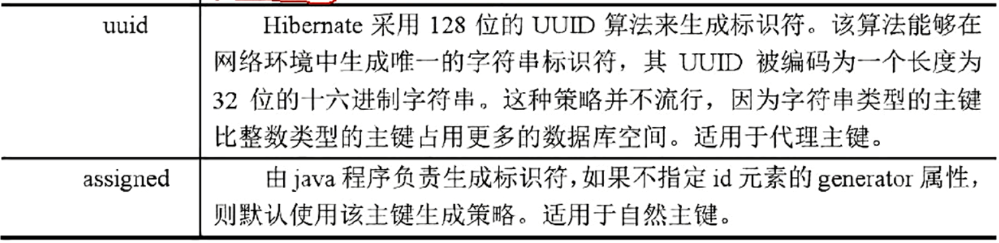 uuid
Hibernate 采用 128 位的 UUID 算法来生成标识符。该算法能够在
网络环境中生成唯一的字符串标识符，其 UUID 被编码为一个长度为
32 位的十六进制字符串。这种策略并不流行，因为字符串类型的主键
比整数类型的主键占用更多的数据库空间。适用于代理主键。
assigned
由 java 程序负责生成标识符，如果不指定 id 元素的 generator 属性，
则默认使用该主键生成策略。适用于自然主键。